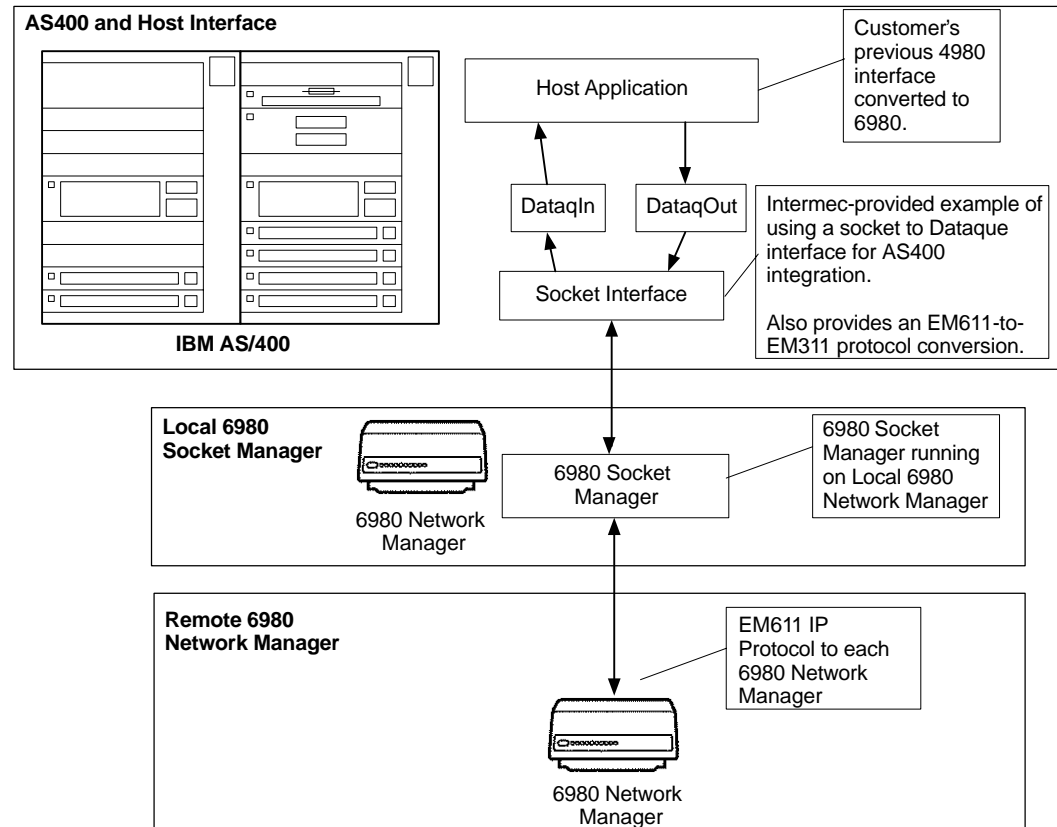 AS400 and Host Interface
Host Application
Customer's
previous 4980
interface
converted to
6980.
DataqIn
DataqOut
Intermec-provided example of
using a socket to Dataque
interface for AS400
integration.
Also provides an EM611-to-
EM311 protocol conversion.
Socket Interface
IBM AS/400
Local 6980
Socket Manager
6980 Network
Manager
6980 Socket
Manager
6980 Socket
Manager running
on Local 6980
Network Manager
Remote 6980
Network Manager
EM611 IP
Protocol to each
6980 Network
Manager
6980 Network
Manager